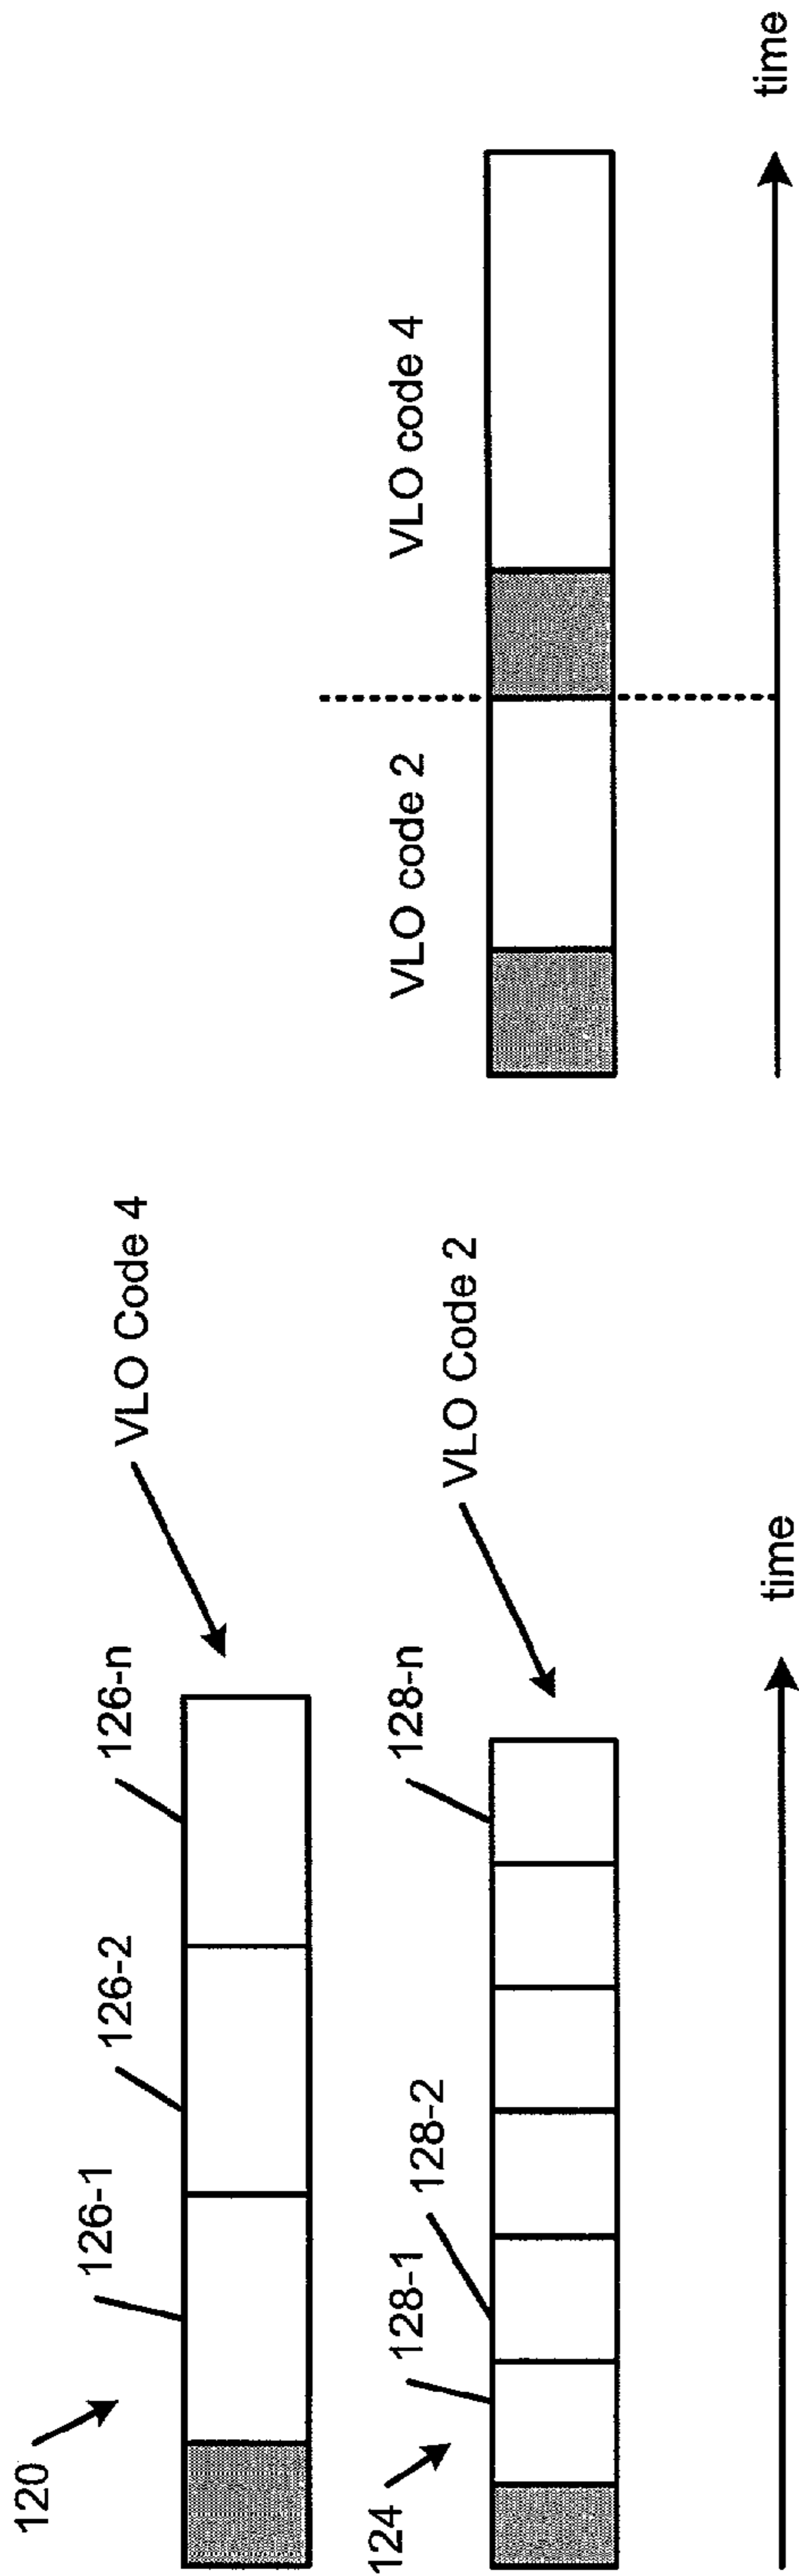 120
126-1
126-2
126-n
VLO Code 4
124
128-1
128-2
128-n
VLO Code 2
time
VLO code 2
VLO code 4
time